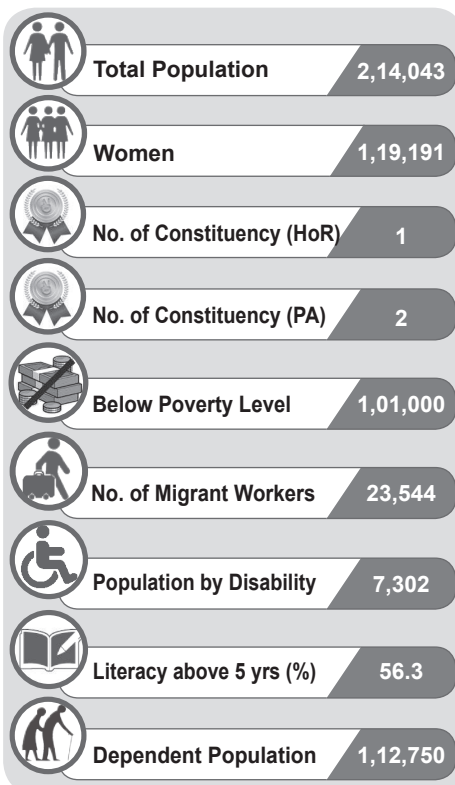 Total Population 2,14,043
Women 1,19,191
No. of Constituency (HoR) 1
No. of Constituency (PA) 2
Below Poverty Level 1,01,000
No. of Migrant Workers 23,544
Population by Disability 7,302
Literacy above 5 yrs (%) 56.3
Dependent Population 1,12,750